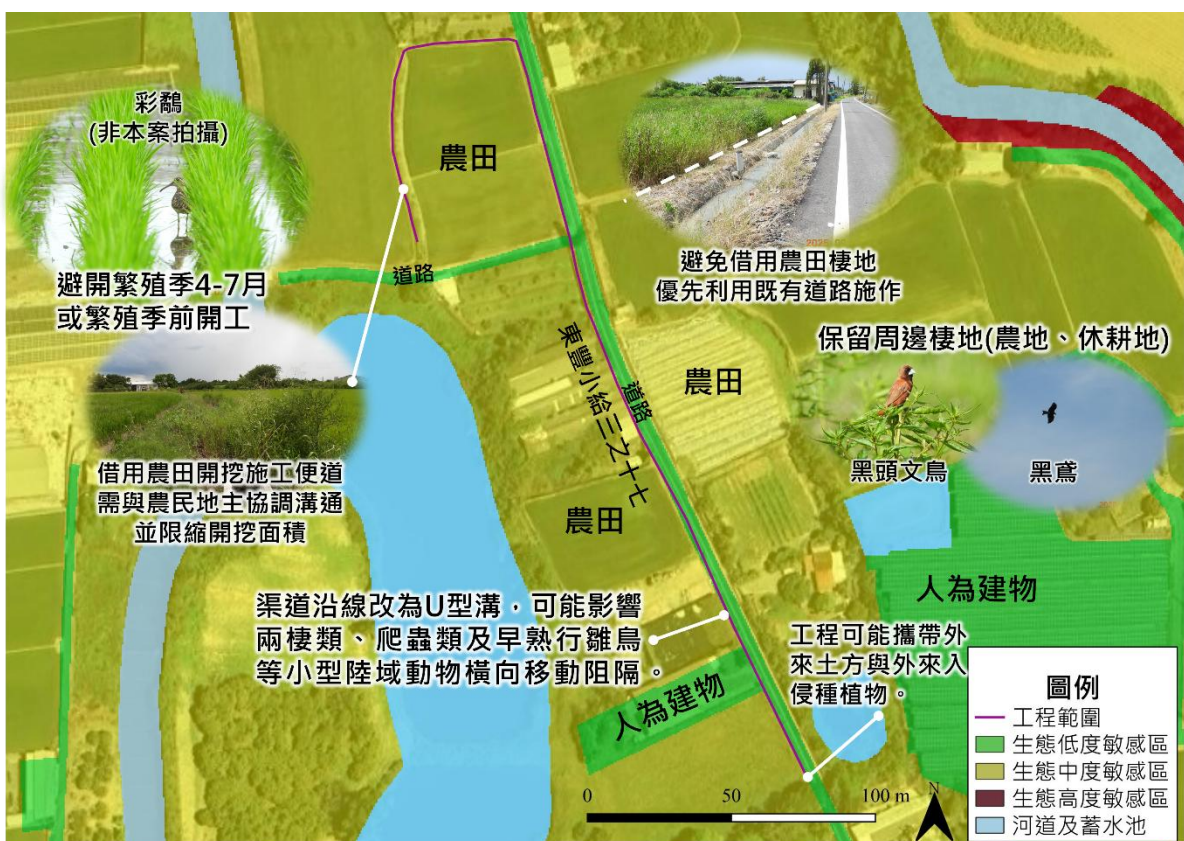 彩鷸
(非本案拍攝)
農田
避開繁殖季4-7月
或繁殖季前開工
道路
2025
避免借用農田棲地
優先利用既有道路施作
保留周邊棲地(農地、休耕地)
東豐小給三之十七
道路
農田
黑頭文鳥
黑鳶
借用農田開挖施工便道
需與農民地主協調溝通
並限縮開挖面積
農田
人為建物
渠道沿線改為U型溝，可能影響
兩棲類、爬蟲類及早熟行雛鳥
等小型陸域動物橫向移動阻隔。
工程可能攜帶外
來土方與外來入
侵種植物。
人為建物
圖例
工程範圍
生態低度敏感區
生態中度敏感區
生態高度敏感區
河道及蓄水池
0 50 100 m
N